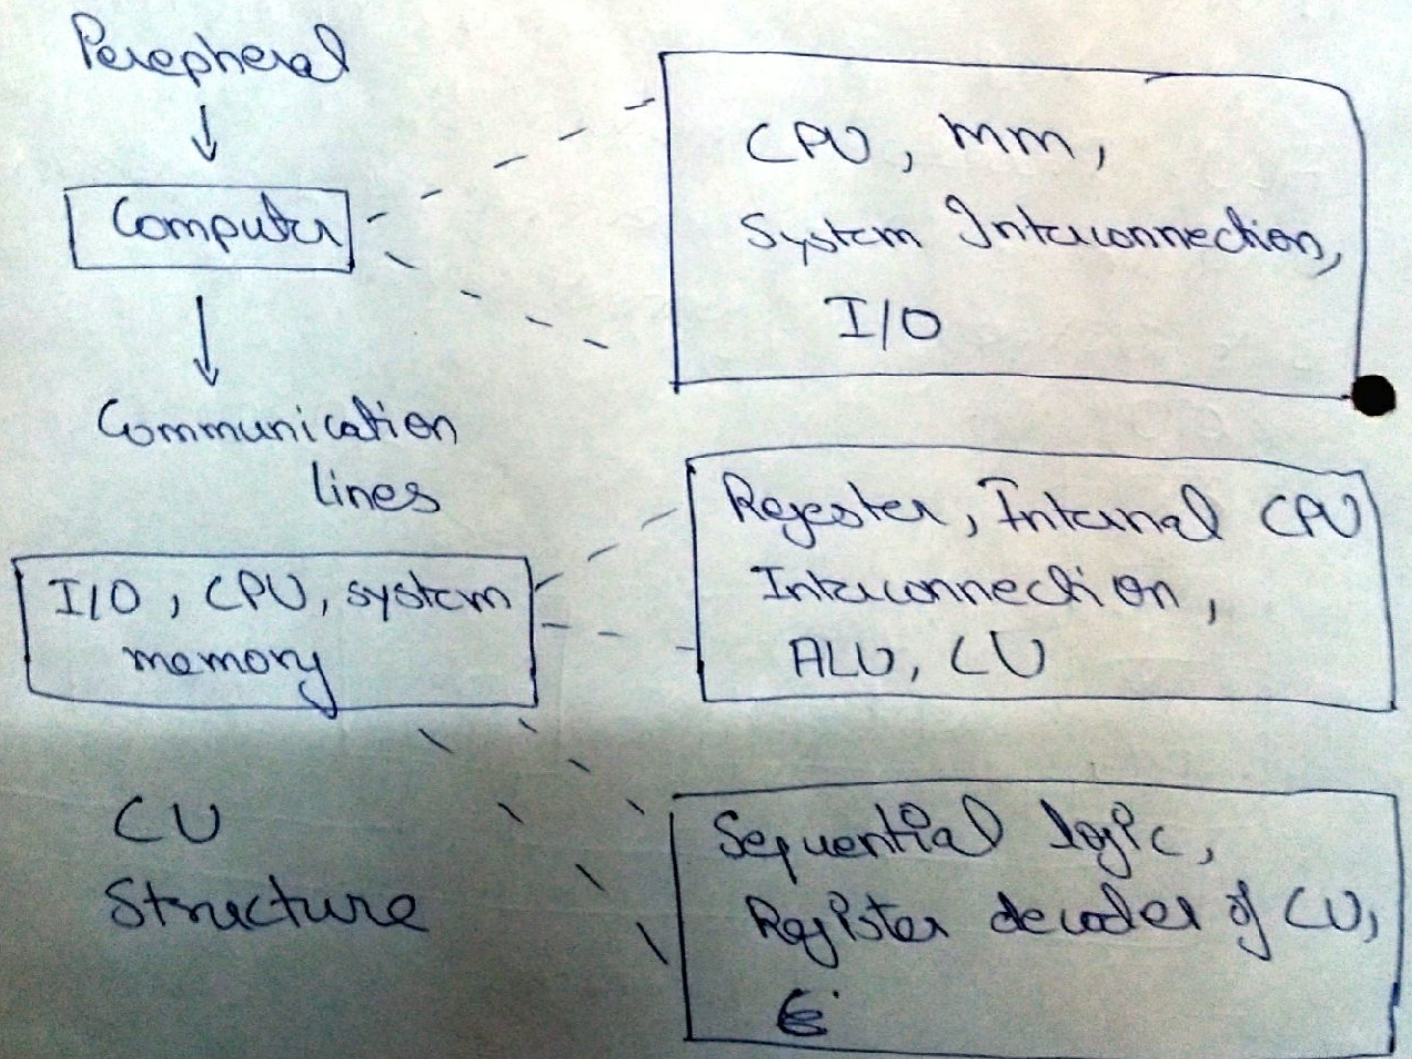 Perepheral
Computer
Communication
lines
CPU, MM,
System Interconnection,
I/O
I/O, CPU, system
memory
Rejester, Internal CPU
Interconnection,
ALU, CU
CU
Structure
Sequential logic,
Register decoder of CU,